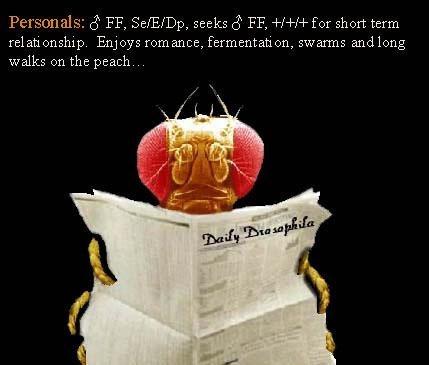 Personals: ♂ FF, Se/E/Dp, seeks ♂ FF, +/+/+ for short term
relationship. Enjoys romance, fermentation, swarms and long
walks on the peach…
Daily Drosophila